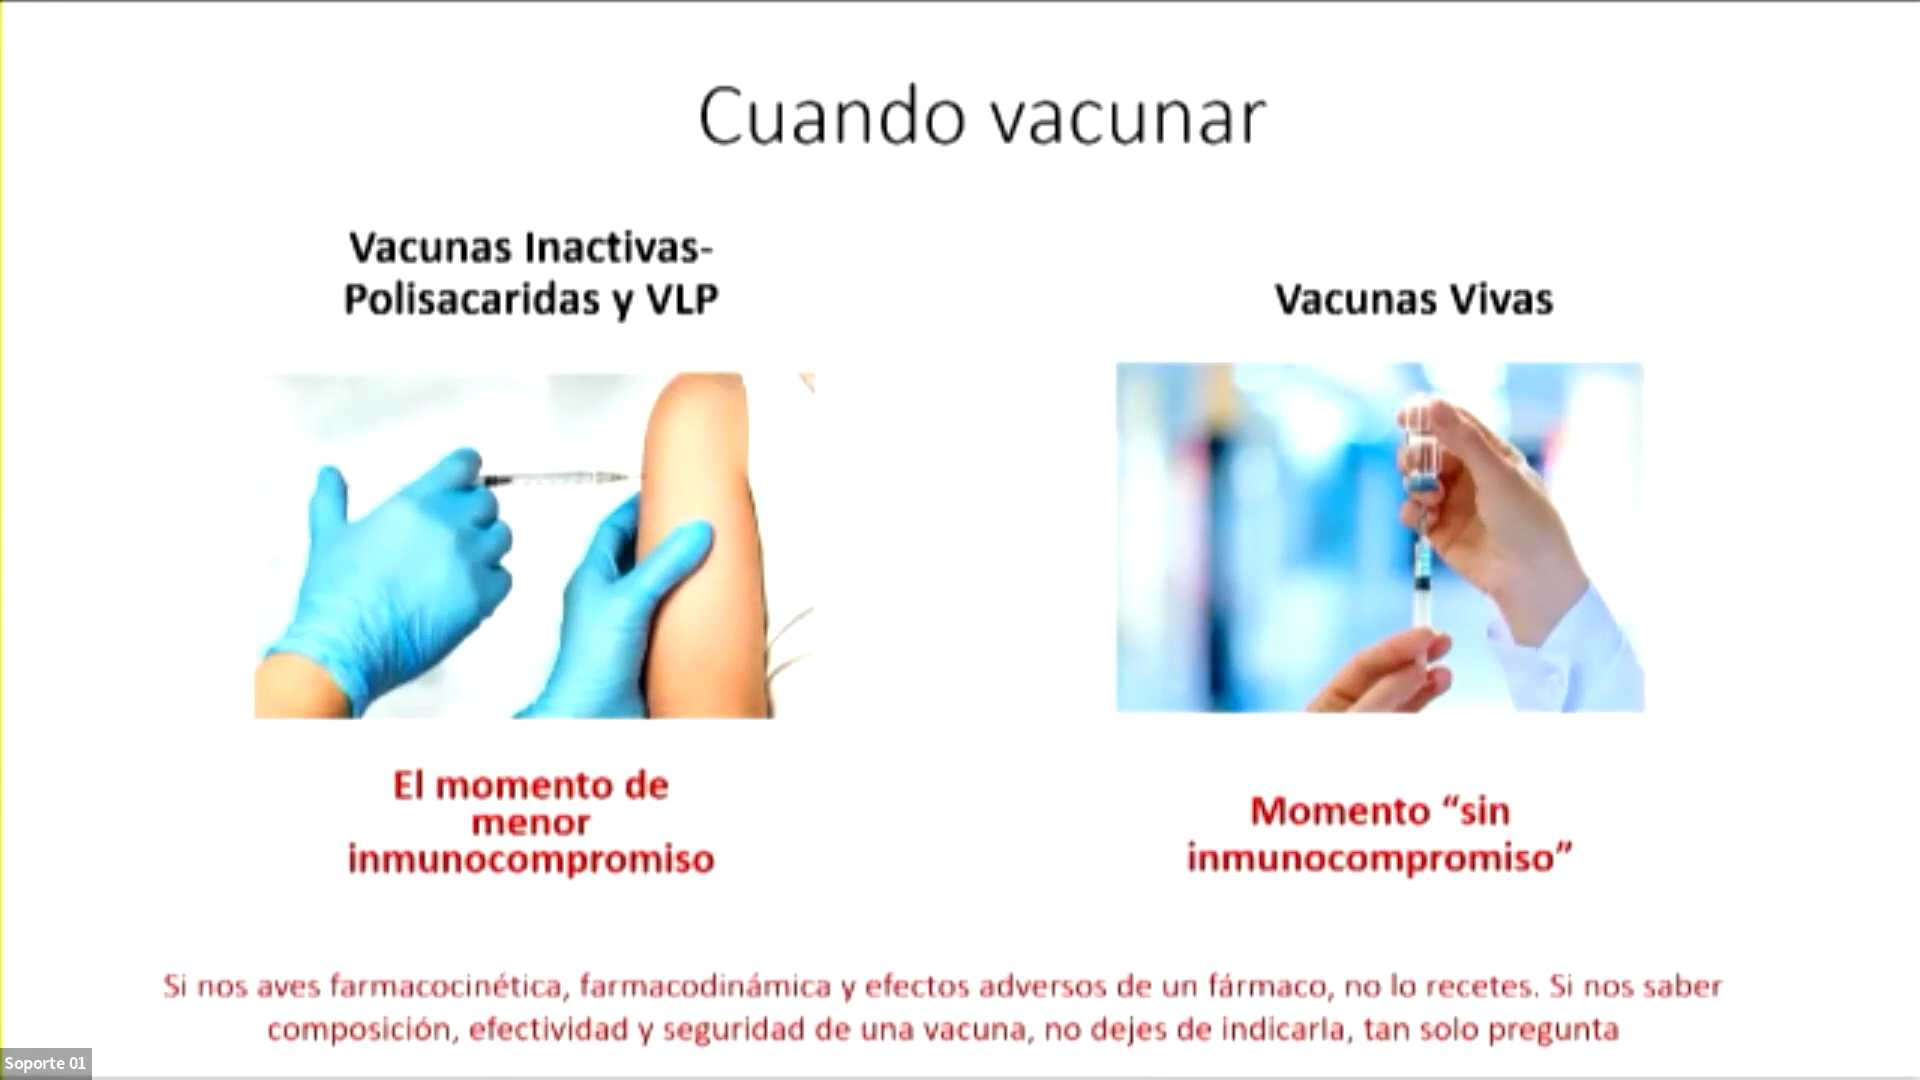 Cuando vacunar
Vacunas Inactivas-
Polisacaridas y VLP
Vacunas Vivas
El momento de
menor
inmunocompromiso
Momento “sin
inmunocompromiso”
Si nos aves farmacocinética, farmacodinámica y efectos adversos de un fármaco, no lo recetes. Si nos saber
composición, efectividad y seguridad de una vacuna, no dejes de indicarla, tan solo pregunta
Soporte 01